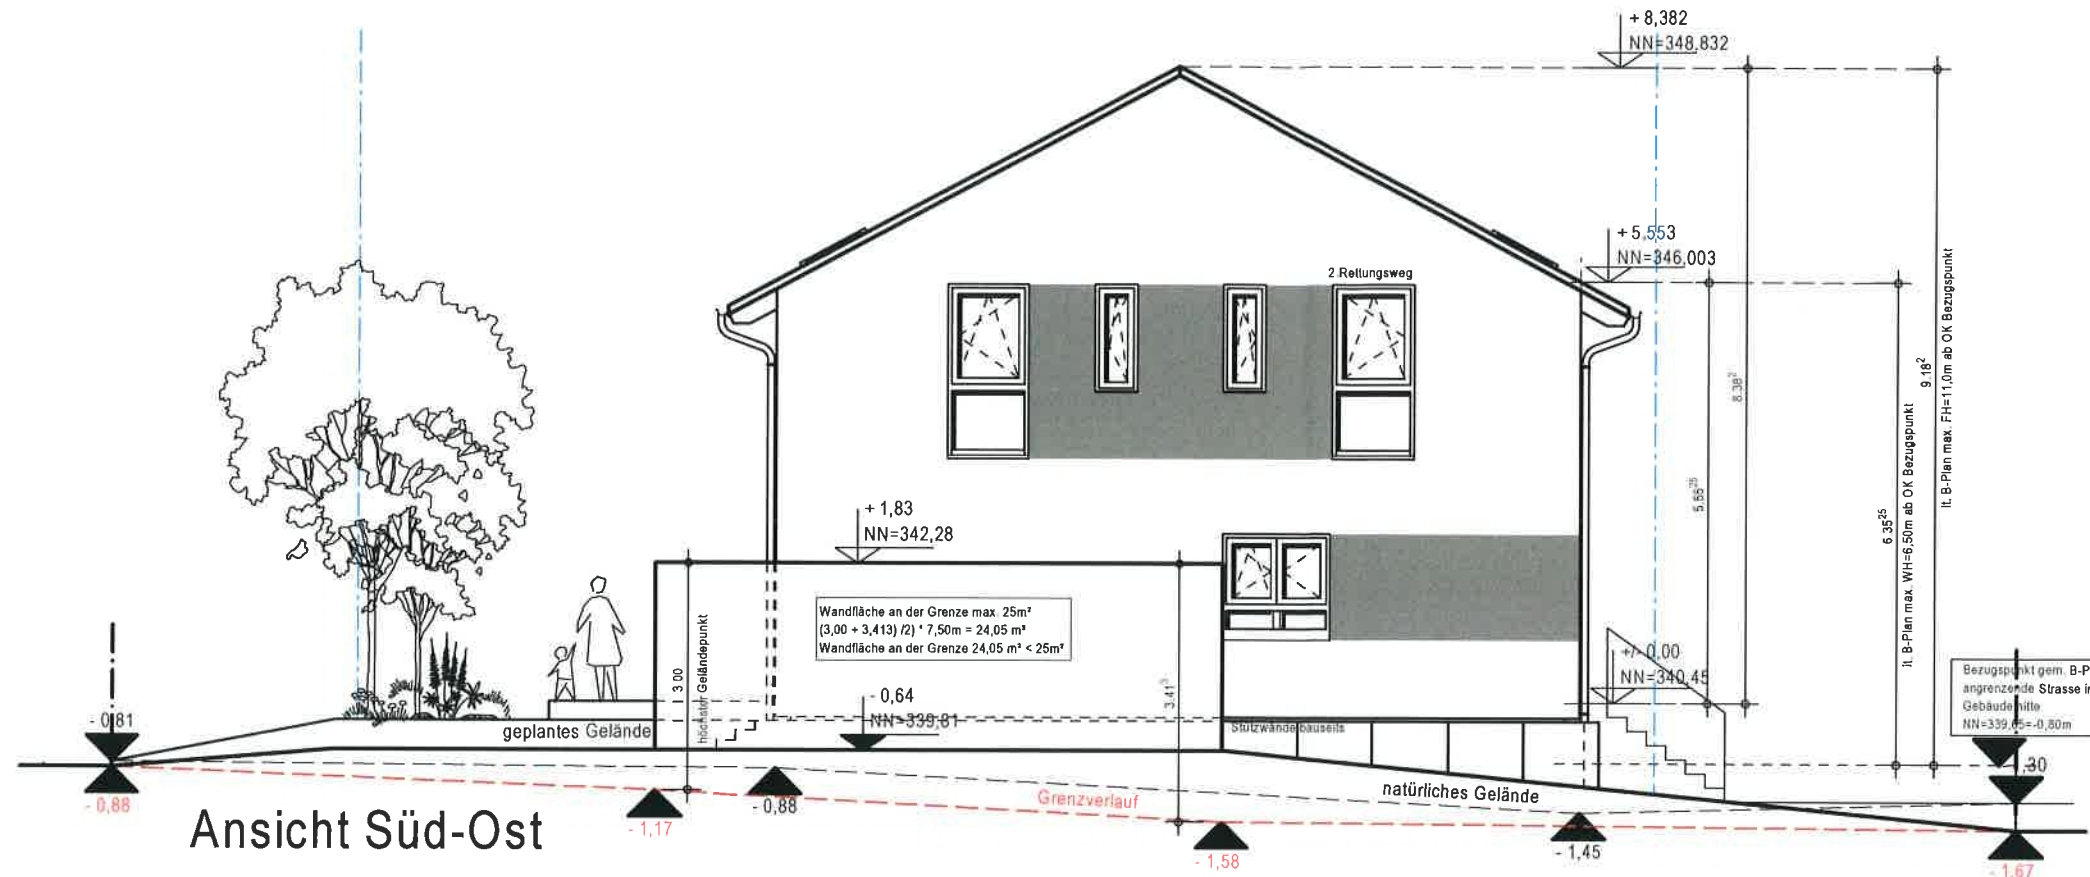 + 8,382
NN=348,832
+ 5,553
NN=346,003
2.Rettungsweg
8.38²
9.18²
lt. B-Plan max. FH=11,0m ab OK Bezugspunkt
6.35²⁵
lt. B-Plan max. WH=6,50m ab OK Bezugspunkt
+ 1,83
NN=342,28
Wandfläche an der Grenze max. 25m²
(3,00 + 3,413) /2) * 7,50m = 24,05 m²
Wandfläche an der Grenze 24,05 m² < 25m²
3.00
höchster Geländepunkt
3.41³
+/- 0,00
NN=340,45
Bezugspunkt gem. B-P
angrenzende Strasse in
Gebäudemitte
NN=339,65=-0,80m
- 0,64
NN=339,81
- 0,81
geplantes Gelände
Stützwände bauseits
,30
- 0,88
- 0,88
Grenzverlauf
natürliches Gelände
- 1,17
- 1,58
- 1,45
- 1,67
Ansicht Süd-Ost